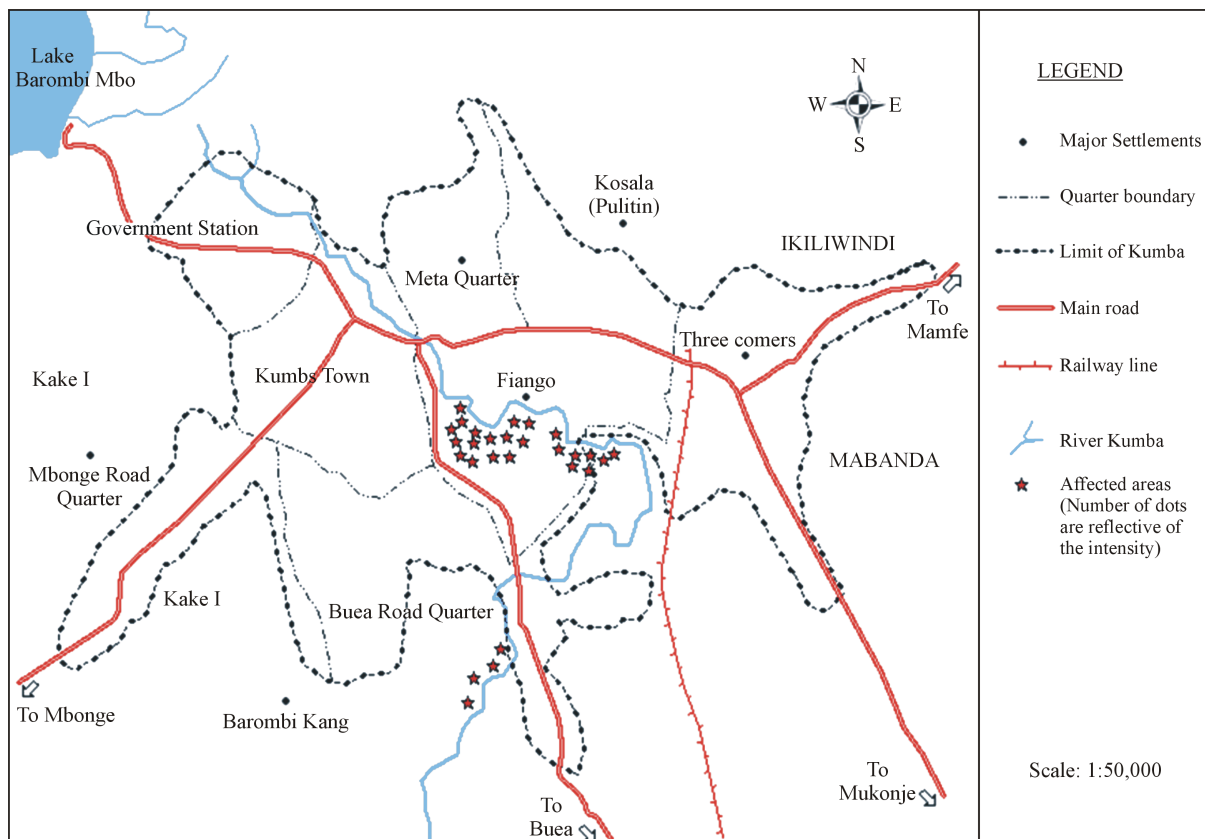 Lake
Barombi Mbo
N
W
E
S
Kosala
(Pulitin)
Government Station
IKILIWINDI
Meta Quarter
To
Mamfe
Three comers
Kake I
Kumbs Town
Fiango
Mbonge Road
Quarter
MABANDA
Kake I
Buea Road Quarter
To Mbonge
Barombi Kang
To
Buea
To
Mukonje
LEGEND
Major Settlements
Quarter boundary
Limit of Kumba
Main road
Railway line
River Kumba
Affected areas
(Number of dots
are reflective of
the intensity)
Scale: 1:50,000